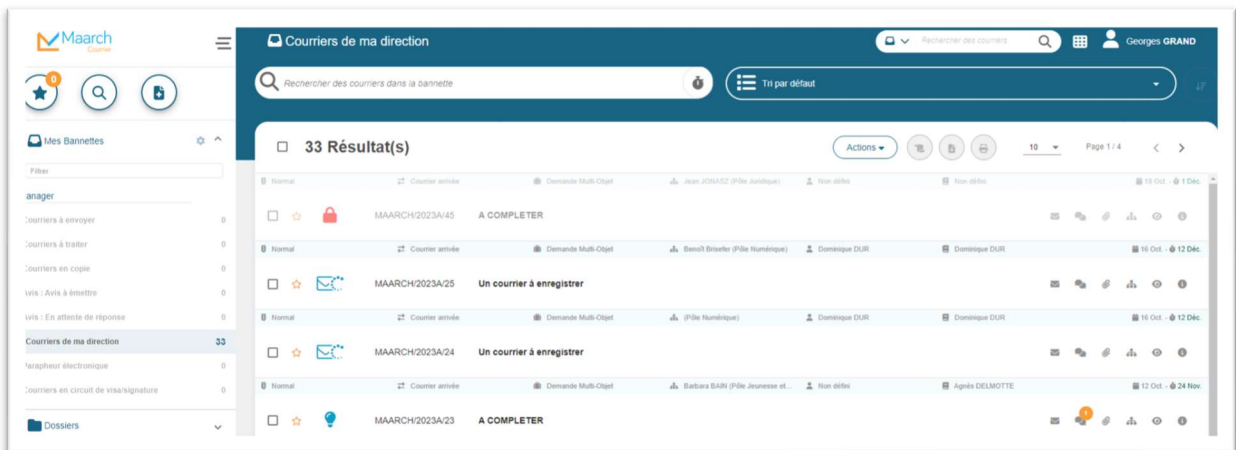 Maarch
Courrier
Courriers de ma direction
Rechercher des courriers
Georges GRAND
0
Rechercher des courriers dans la bannette
Tri par défaut
Mes Bannettes
33 Résultat(s)
Actions
10
Page 1 / 4
Filtrer
anager
Normal
Courrier arrivée
Demande Multi-Objet
Jean JONASZ (Pôle Juridique)
Non défini
Non défini
18 Oct. - 1 Déc.
Courriers à envoyer 0
MAARCH/2023A/45
A COMPLETER
Courriers à traiter 0
Normal
Courrier arrivée
Demande Multi-Objet
Benoît Briseter (Pôle Numérique)
Dominique DUR
Dominique DUR
16 Oct. - 12 Déc.
Courriers en copie 0
MAARCH/2023A/25
Un courrier à enregistrer
Avis : Avis à émettre 0
Avis : En attente de réponse 0
Normal
Courrier arrivée
Demande Multi-Objet
(Pôle Numérique)
Dominique DUR
Dominique DUR
16 Oct. - 12 Déc.
Courriers de ma direction 33
MAARCH/2023A/24
Un courrier à enregistrer
Parapheur électronique 0
Courriers en circuit de visa/signature 0
Normal
Courrier arrivée
Demande Multi-Objet
Barbara BAIN (Pôle Jeunesse et...
Non défini
Agnès DELMOTTE
12 Oct. - 24 Nov.
Dossiers
MAARCH/2023A/23
A COMPLETER
1